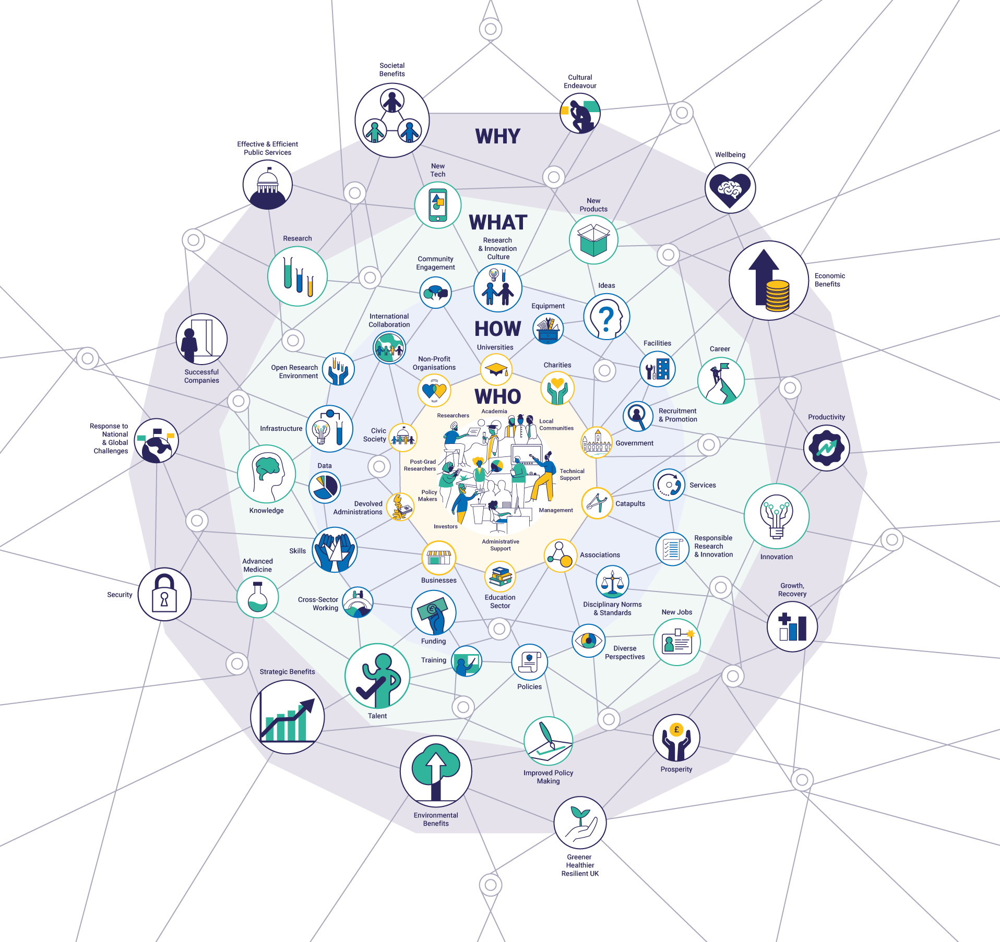 Societal
Benefits
Cultural
Endeavour
WHY
Effective & Efficient
Public Services
Wellbeing
New
Tech
New
Products
WHAT
Research
Research
& Innovation
Culture
Community
Engagement
Economic
Benefits
Ideas
Equipment
International
Collaboration
HOW
Universities
Facilities
Career
Non-Profit
Organisations
Charities
Open Research
Environment
Successful
Companies
WHO
Academia
Researchers
Local
Communities
Recruitment
& Promotion
Productivity
Response to
National
& Global
Challenges
Infrastructure
Civic
Society
Government
Data
Post-Grad
Researchers
Technical
Support
Services
Policy
Makers
Devolved
Administrations
Catapults
Knowledge
Management
Investors
Administrative
Support
Responsible
Research
& Innovation
Skills
Associations
Innovation
Advanced
Medicine
Businesses
Security
Cross-Sector
Working
Education
Sector
Disciplinary Norms
& Standards
Growth,
Recovery
New Jobs
£
Funding
Diverse
Perspectives
Training
Strategic Benefits
Policies
Talent
£
Improved Policy
Making
Prosperity
Environmental
Benefits
Greener
Healthier
Resilient UK